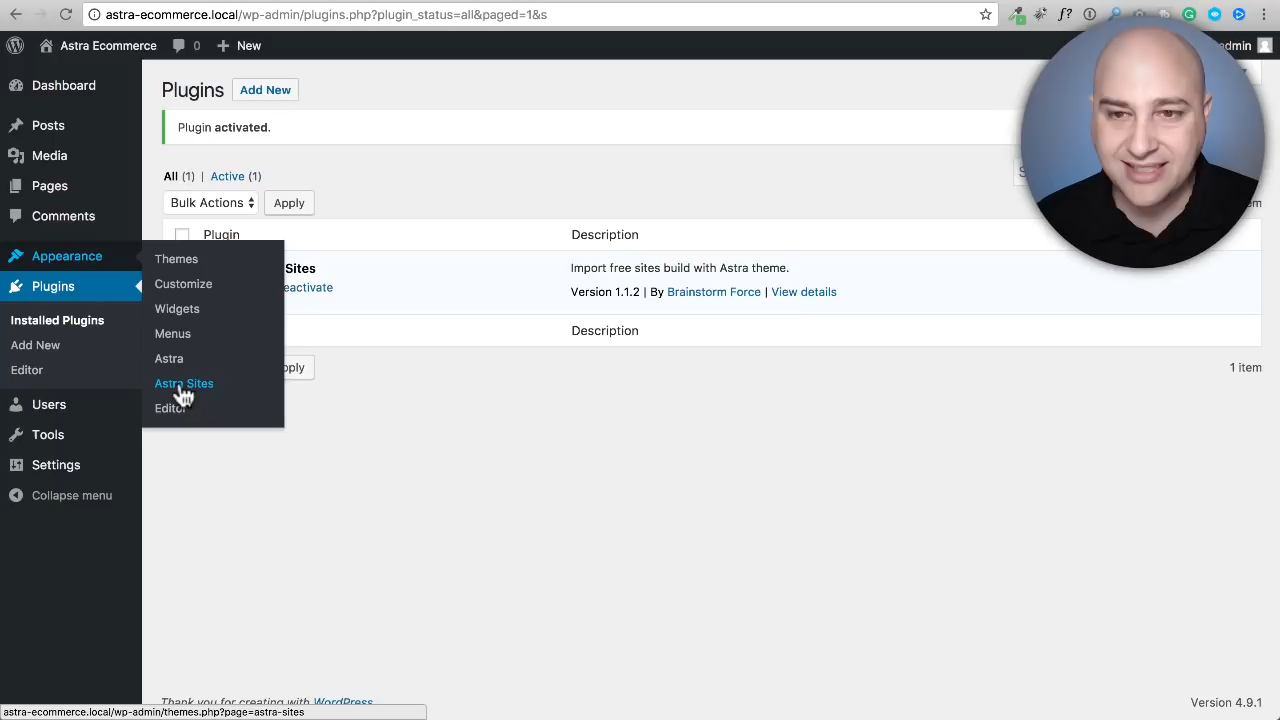 astra-ecommerce.local/wp-admin/plugins.php?plugin_status=all&paged=1&s
Astra Ecommerce 0 + New
admin
Dashboard
Posts
Media
Pages
Comments
Appearance
Plugins
Installed Plugins
Add New
Editor
Users
Tools
Settings
Collapse menu
Themes
Customize
Widgets
Menus
Astra
Astra Sites
Editor
Plugins Add New
Plugin activated.
All (1) | Active (1)
Bulk Actions Apply
Plugin Description
Sites Import free sites build with Astra theme.
eactivate Version 1.1.2 | By Brainstorm Force | View details
Description
pply 1 item
Thank you for creating with WordPress Version 4.9.1
astra-ecommerce.local/wp-admin/themes.php?page=astra-sites